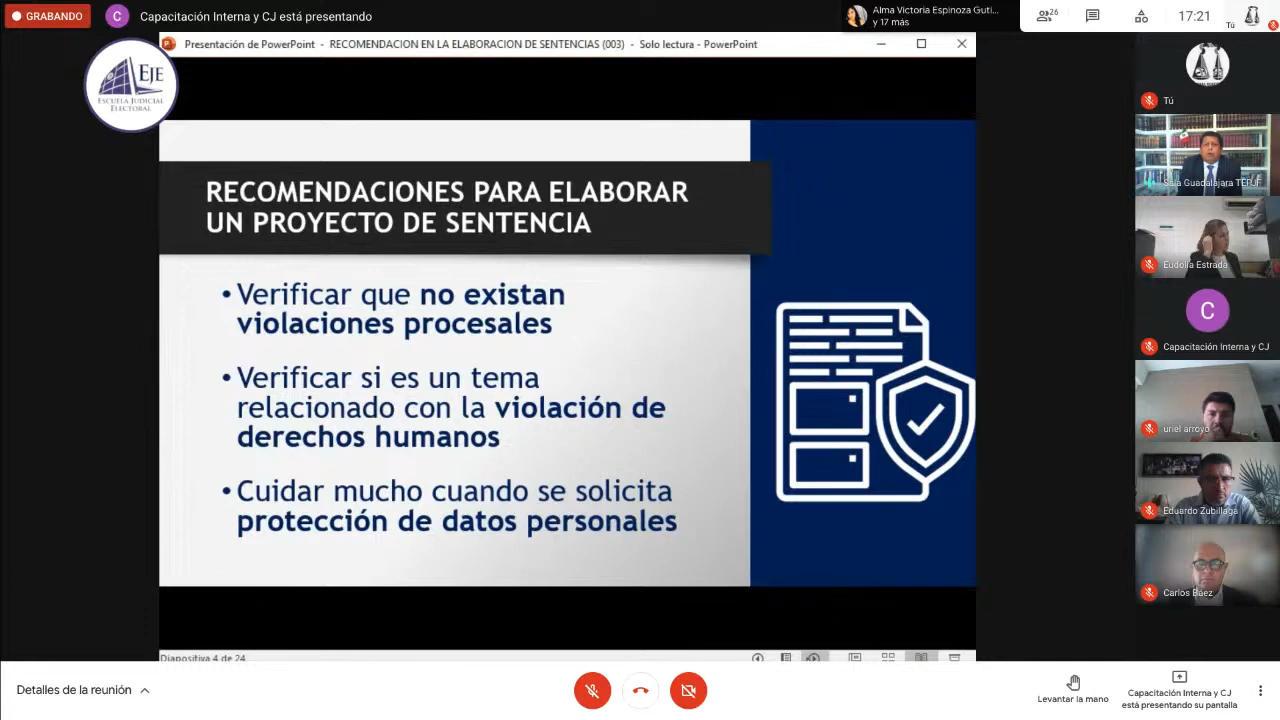 GRABANDO
C
Capacitación Interna y CJ está presentando
Alma Victoria Espinoza Guti...
y 17 más
26
17:21
Tú
Presentación de PowerPoint - RECOMENDACION EN LA ELABORACION DE SENTENCIAS (003) - Solo lectura - PowerPoint
EJE
ESCUELA JUDICIAL
ELECTORAL
RECOMENDACIONES PARA ELABORAR
UN PROYECTO DE SENTENCIA
• Verificar que no existan
violaciones procesales
• Verificar si es un tema
relacionado con la violación de
derechos humanos
• Cuidar mucho cuando se solicita
protección de datos personales
Diapositiva 4 de 24
Tú
Sala Guadalajara TEPJF
Eudolia Estrada
C
Capacitación Interna y CJ
uriel arroyo
Eduardo Zubillaga
Carlos Báez
Detalles de la reunión
Levantar la mano
Capacitación Interna y CJ
está presentando su pantalla